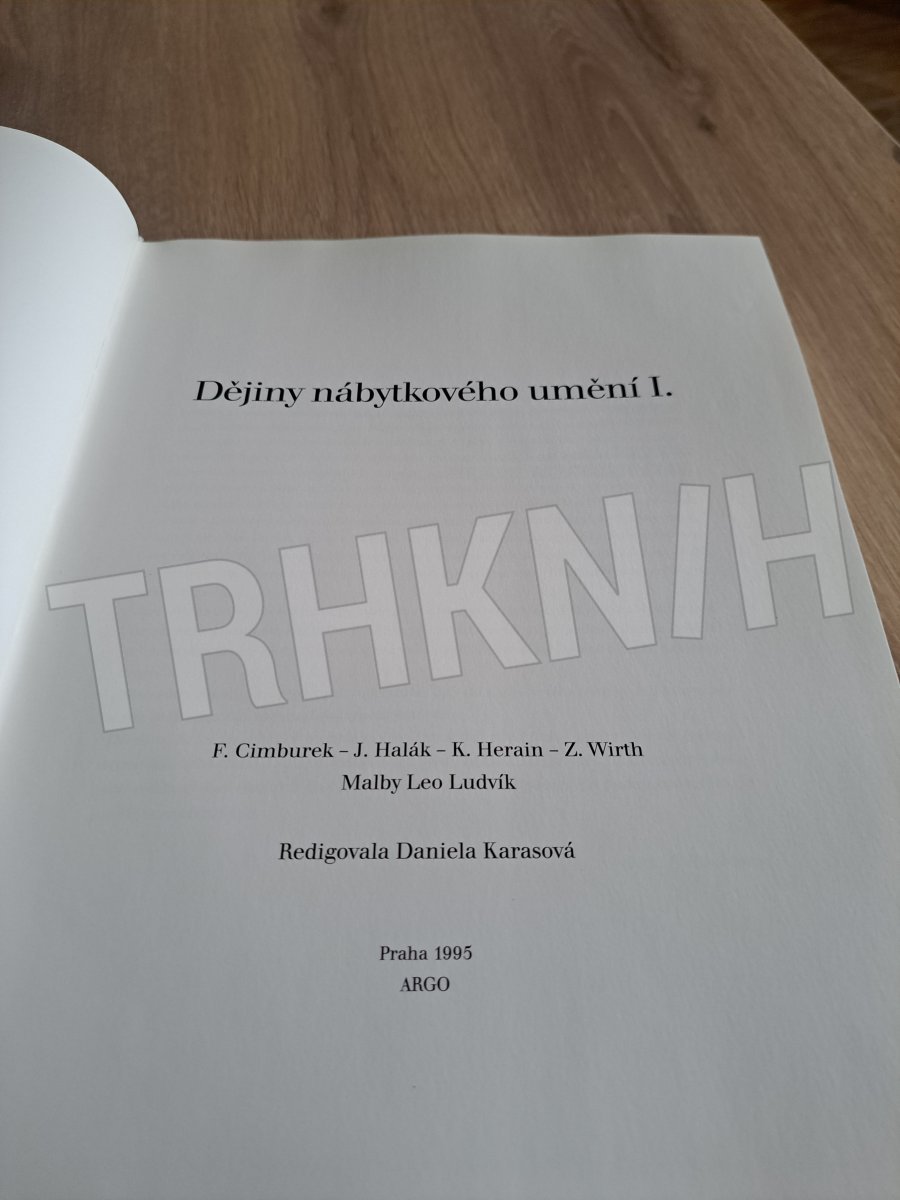 Dějiny nábytkového umění I.
TRHKNIH
F. Cimburek – J. Halák – K. Herain – Z. Wirth
Malby Leo Ludvík
Redigovala Daniela Karasová
Praha 1995
ARGO